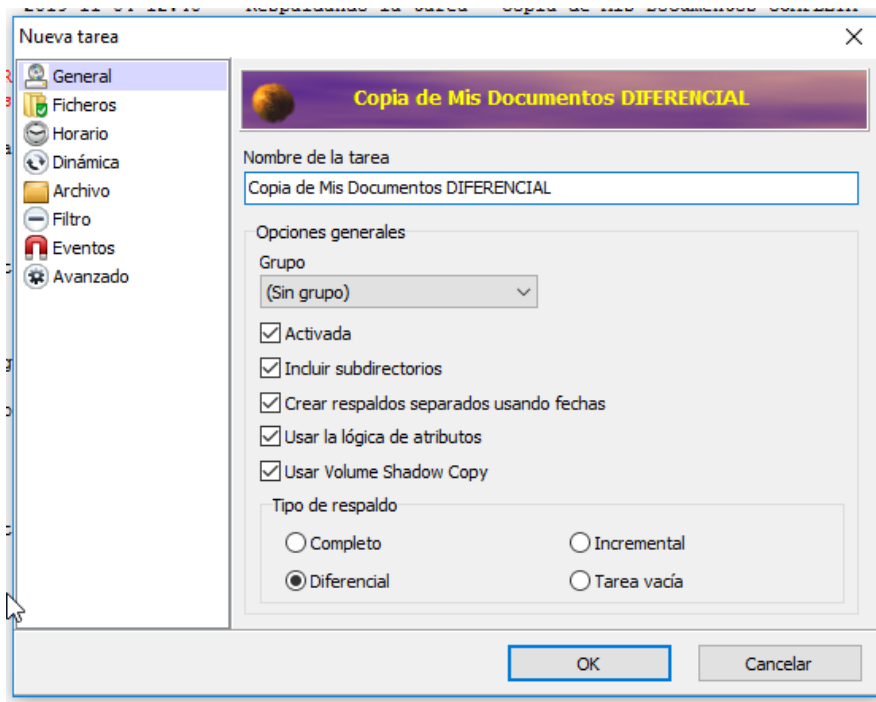 Nueva tarea
General
Ficheros
Horario
Dinámica
Archivo
Filtro
Eventos
Avanzado
Copia de Mis Documentos DIFERENCIAL
Nombre de la tarea
Copia de Mis Documentos DIFERENCIAL
Opciones generales
Grupo
(Sin grupo)
Activada
Incluir subdirectorios
Crear respaldos separados usando fechas
Usar la lógica de atributos
Usar Volume Shadow Copy
Tipo de respaldo
Completo
Incremental
Diferencial
Tarea vacía
OK
Cancelar